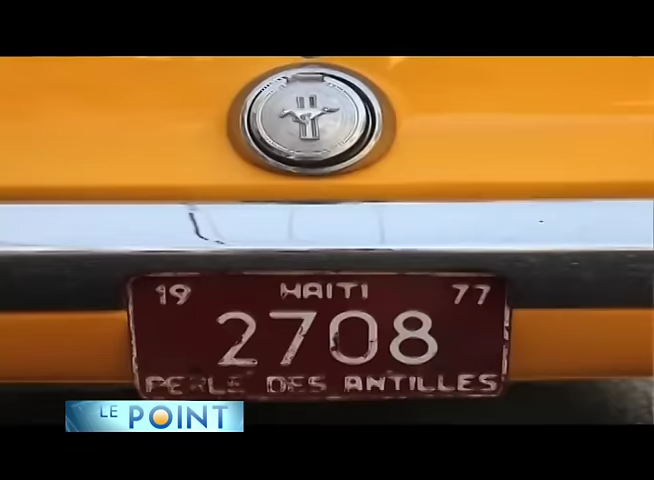 19 HAITI 77
2708
PERLE DES ANTILLES
LE POINT